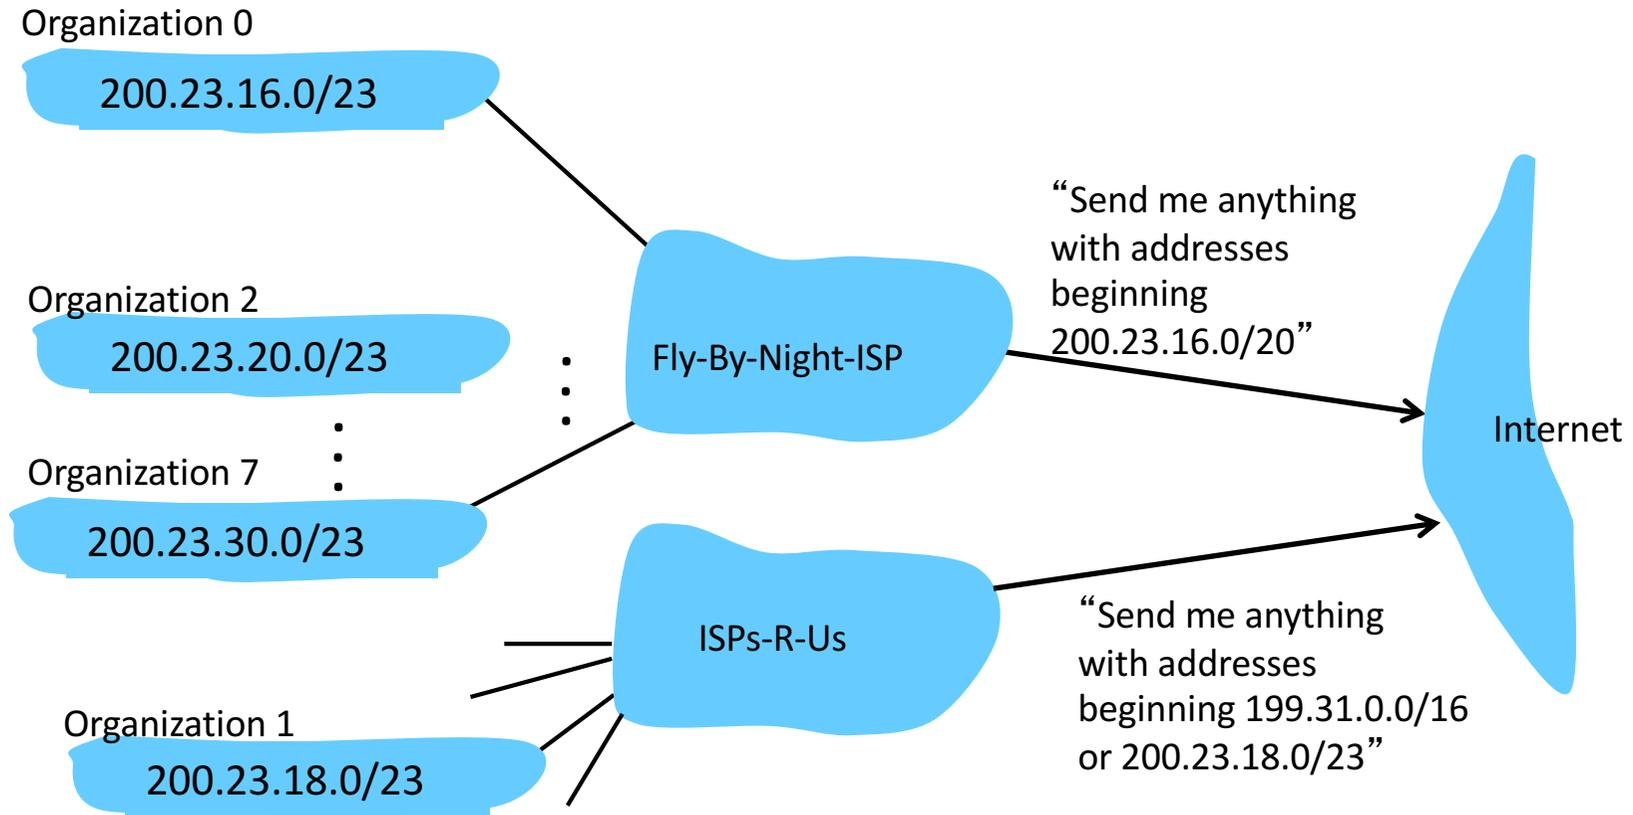 Organization 0
200.23.16.0/23
“Send me anything
with addresses
beginning
200.23.16.0/20”
Organization 2
200.23.20.0/23
Fly-By-Night-ISP
Internet
Organization 7
200.23.30.0/23
ISPs-R-Us
“Send me anything
with addresses
beginning 199.31.0.0/16
or 200.23.18.0/23”
Organization 1
200.23.18.0/23